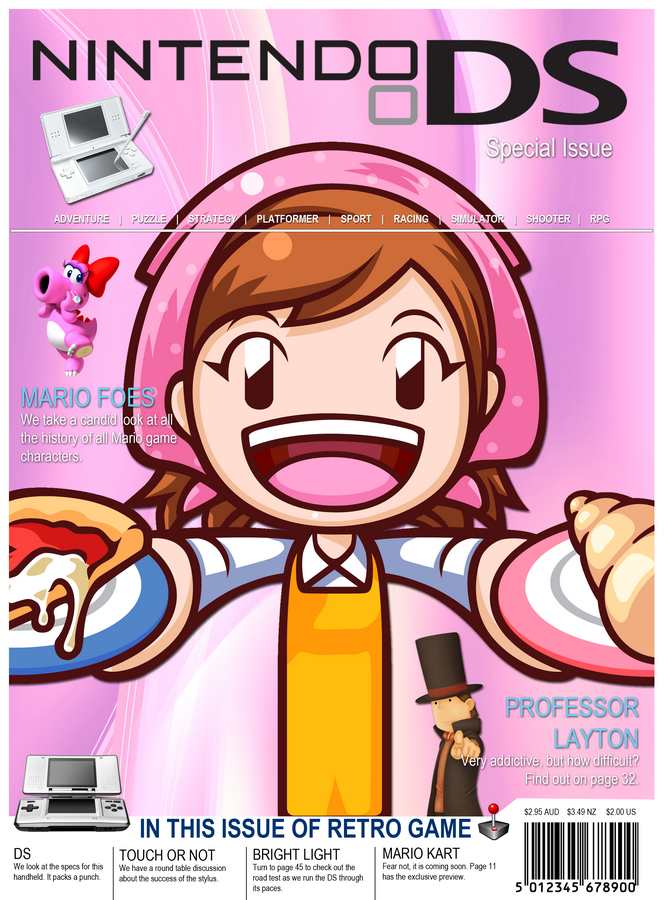 NINTENDO DS
Special Issue
ADVENTURE | PUZZLE | STRATEGY | PLATFORMER | SPORT | RACING | SIMULATOR | SHOOTER | RPG
MARIO FOES
We take a candid look at all
the history of all Mario game
characters.
PROFESSOR
LAYTON
Very addictive, but how difficult?
Find out on page 32.
IN THIS ISSUE OF RETRO GAME
$2.95 AUD $3.49 NZ $2.00 US
DS
We look at the specs for this
handheld. It packs a punch.
TOUCH OR NOT
We have a round table discussion
about the success of the stylus.
BRIGHT LIGHT
Turn to page 45 to check out the
road test as we run the DS through
its paces.
MARIO KART
Fear not, it is coming soon. Page 11
has the exclusive preview.
5 012345 678900